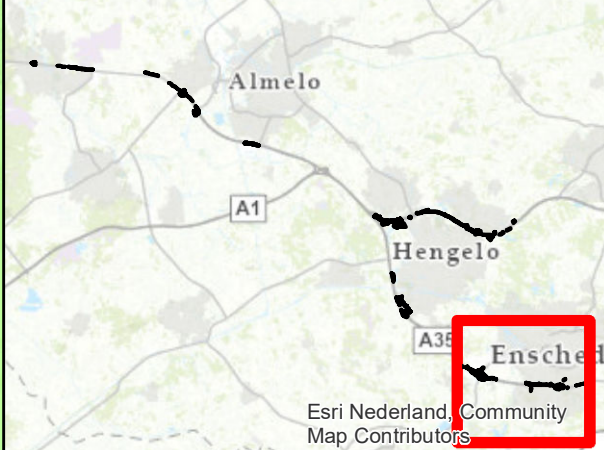 Almelo
A1
Hengelo
A35
Ensched
Esri Nederland, Community
Map Contributors